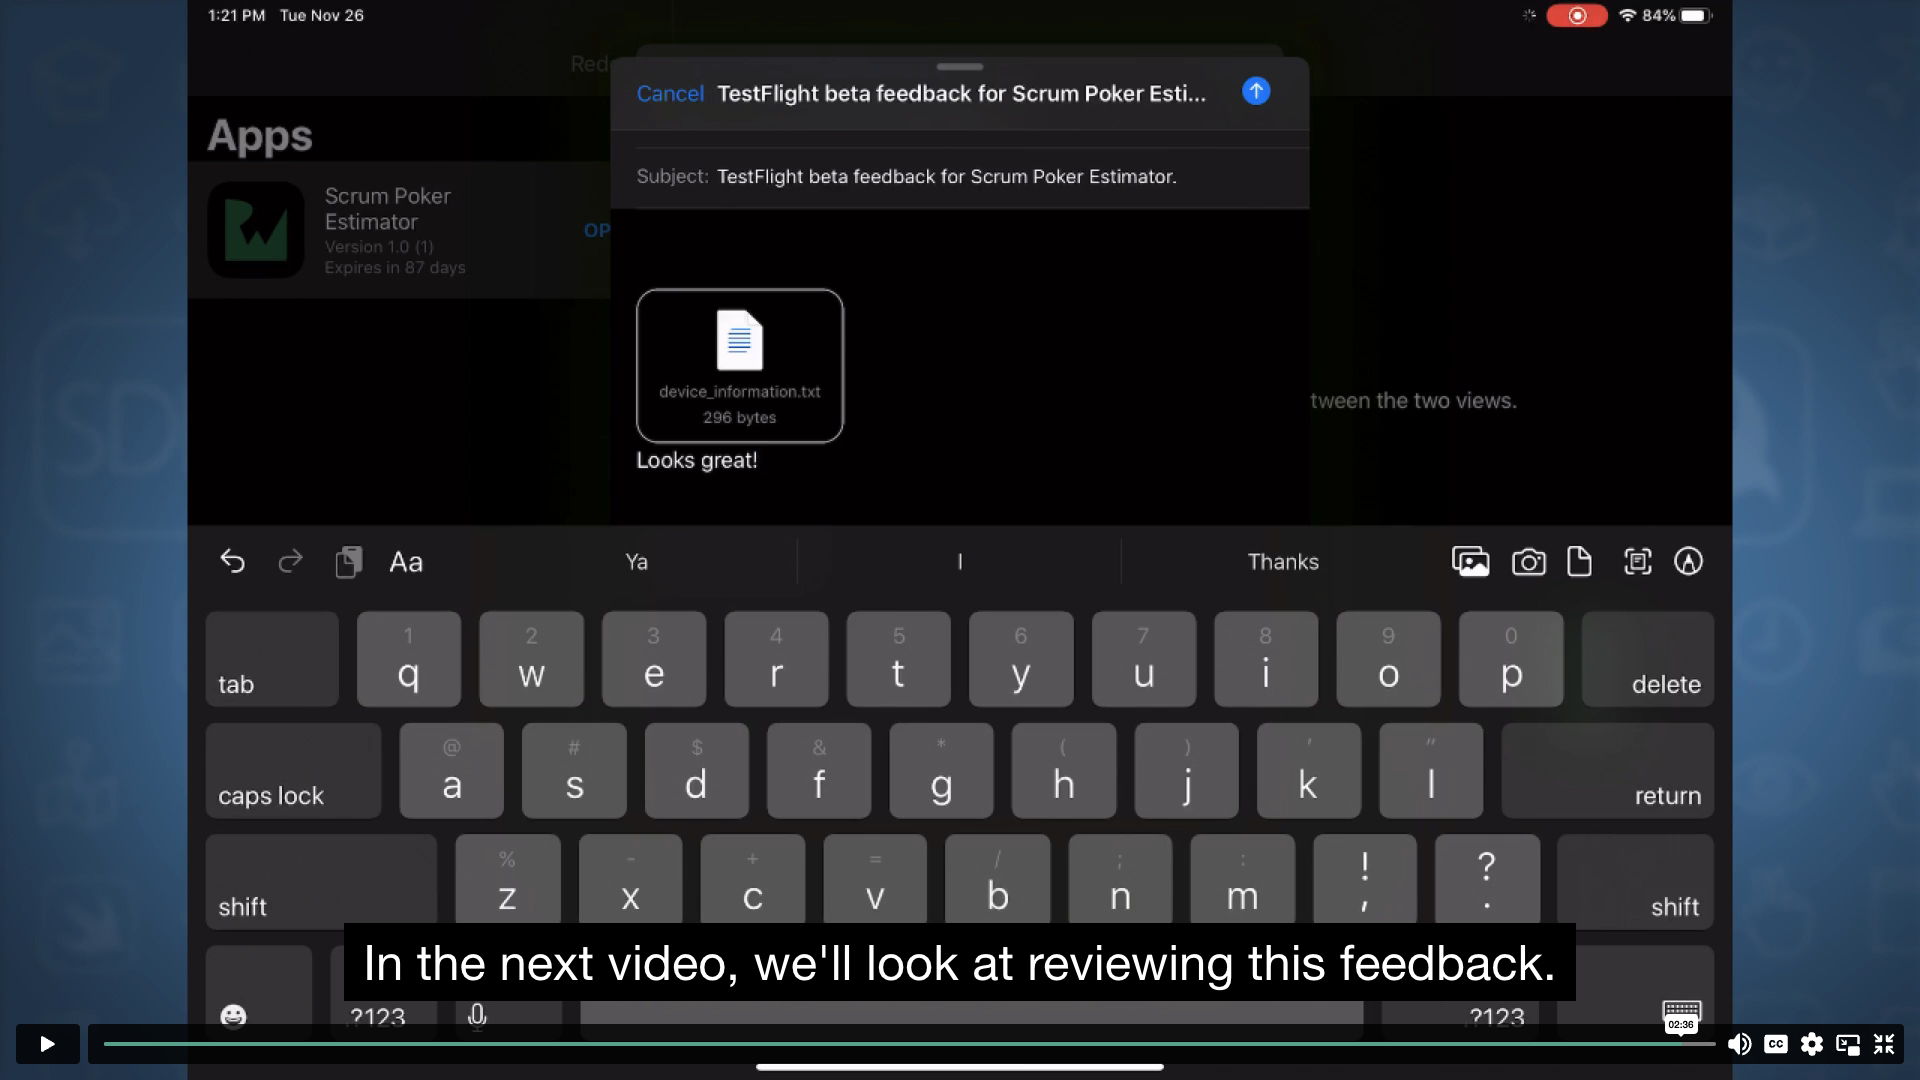 1:21 PM Tue Nov 26
84%
Cancel TestFlight beta feedback for Scrum Poker Esti...
Apps
Subject: TestFlight beta feedback for Scrum Poker Estimator.
Scrum Poker
Estimator
Version 1.0 (1)
Expires in 87 days
OP
device_information.txt
296 bytes
tween the two views.
Looks great!
Aa Ya I Thanks
1 2 3 4 5 6 7 8 9 0
tab q w e r t y u i o p delete
@ # $ & * ( ) ' "
caps lock a s d f g h j k l return
% - + = / ; : ! ?
shift z x c v b n m , . shift
In the next video, we'll look at reviewing this feedback.
.?123 .?123
02:36
CC